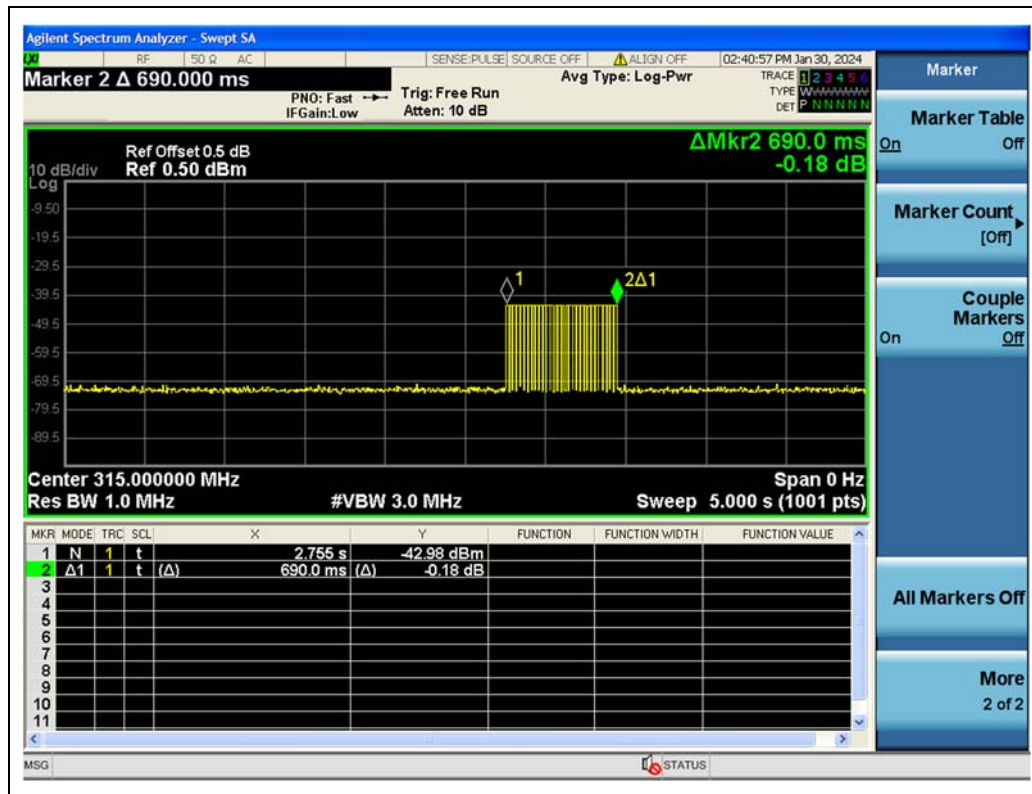 Agilent Spectrum Analyzer - Swept SA
RF 50 Ω AC SENSE:PULSE SOURCE OFF ALIGN OFF 02:40:57 PM Jan 30, 2024
Marker 2 Δ 690.000 ms
Avg Type: Log-Pwr
TRACE 1 2 3 4 5 6
TYPE W
DET P N N N N N
PNO: Fast
IFGain:Low
Trig: Free Run
Atten: 10 dB
ΔMkr2 690.0 ms
-0.18 dB
Ref Offset 0.5 dB
10 dB/div Ref 0.50 dBm
Log
-9.50
-19.5
-29.5
-39.5
-49.5
-59.5
-69.5
-79.5
-89.5
1
2Δ1
Center 315.000000 MHz Span 0 Hz
Res BW 1.0 MHz #VBW 3.0 MHz Sweep 5.000 s (1001 pts)
MKR MODE TRC SCL X Y FUNCTION FUNCTION WIDTH FUNCTION VALUE
1 N 1 t 2.755 s -42.98 dBm
2 Δ1 1 t (Δ) 690.0 ms (Δ) -0.18 dB
3
4
5
6
7
8
9
10
11
MSG STATUS
Marker
Marker Table
On Off
Marker Count
[Off]
Couple
Markers
On Off
All Markers Off
More
2 of 2